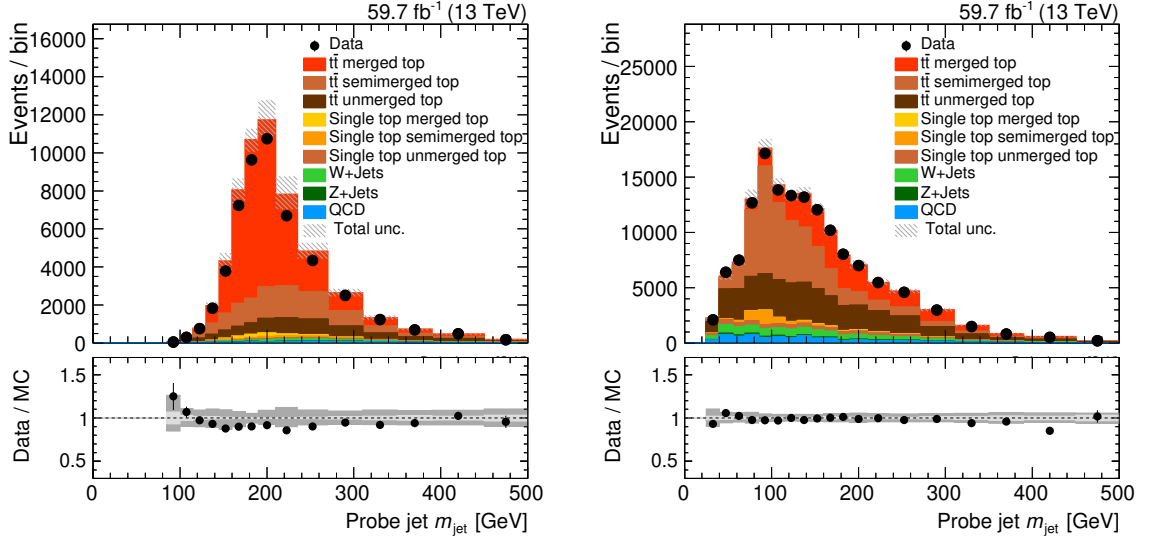 59.7 fb⁻¹ (13 TeV)
Events / bin
16000
14000
12000
10000
8000
6000
4000
2000
0
Data
tt̄ merged top
tt̄ semimerged top
tt̄ unmerged top
Single top merged top
Single top semimerged top
Single top unmerged top
W+Jets
Z+Jets
QCD
Total unc.
Data / MC
1.5
1
0.5
0 100 200 300 400 500
Probe jet m_jet [GeV]
59.7 fb⁻¹ (13 TeV)
Events / bin
25000
20000
15000
10000
5000
0
Data
tt̄ merged top
tt̄ semimerged top
tt̄ unmerged top
Single top merged top
Single top semimerged top
Single top unmerged top
W+Jets
Z+Jets
QCD
Total unc.
Data / MC
1.5
1
0.5
0 100 200 300 400 500
Probe jet m_jet [GeV]